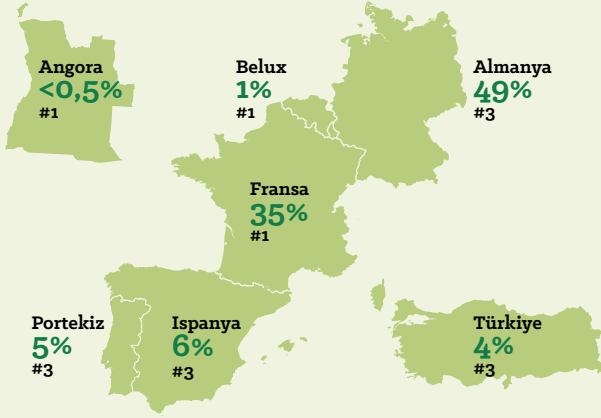 Angora
<0,5%
#1
Belux
1%
#1
Almanya
49%
#3
Fransa
35%
#1
Portekiz
5%
#3
Ispanya
6%
#3
Türkiye
4%
#3